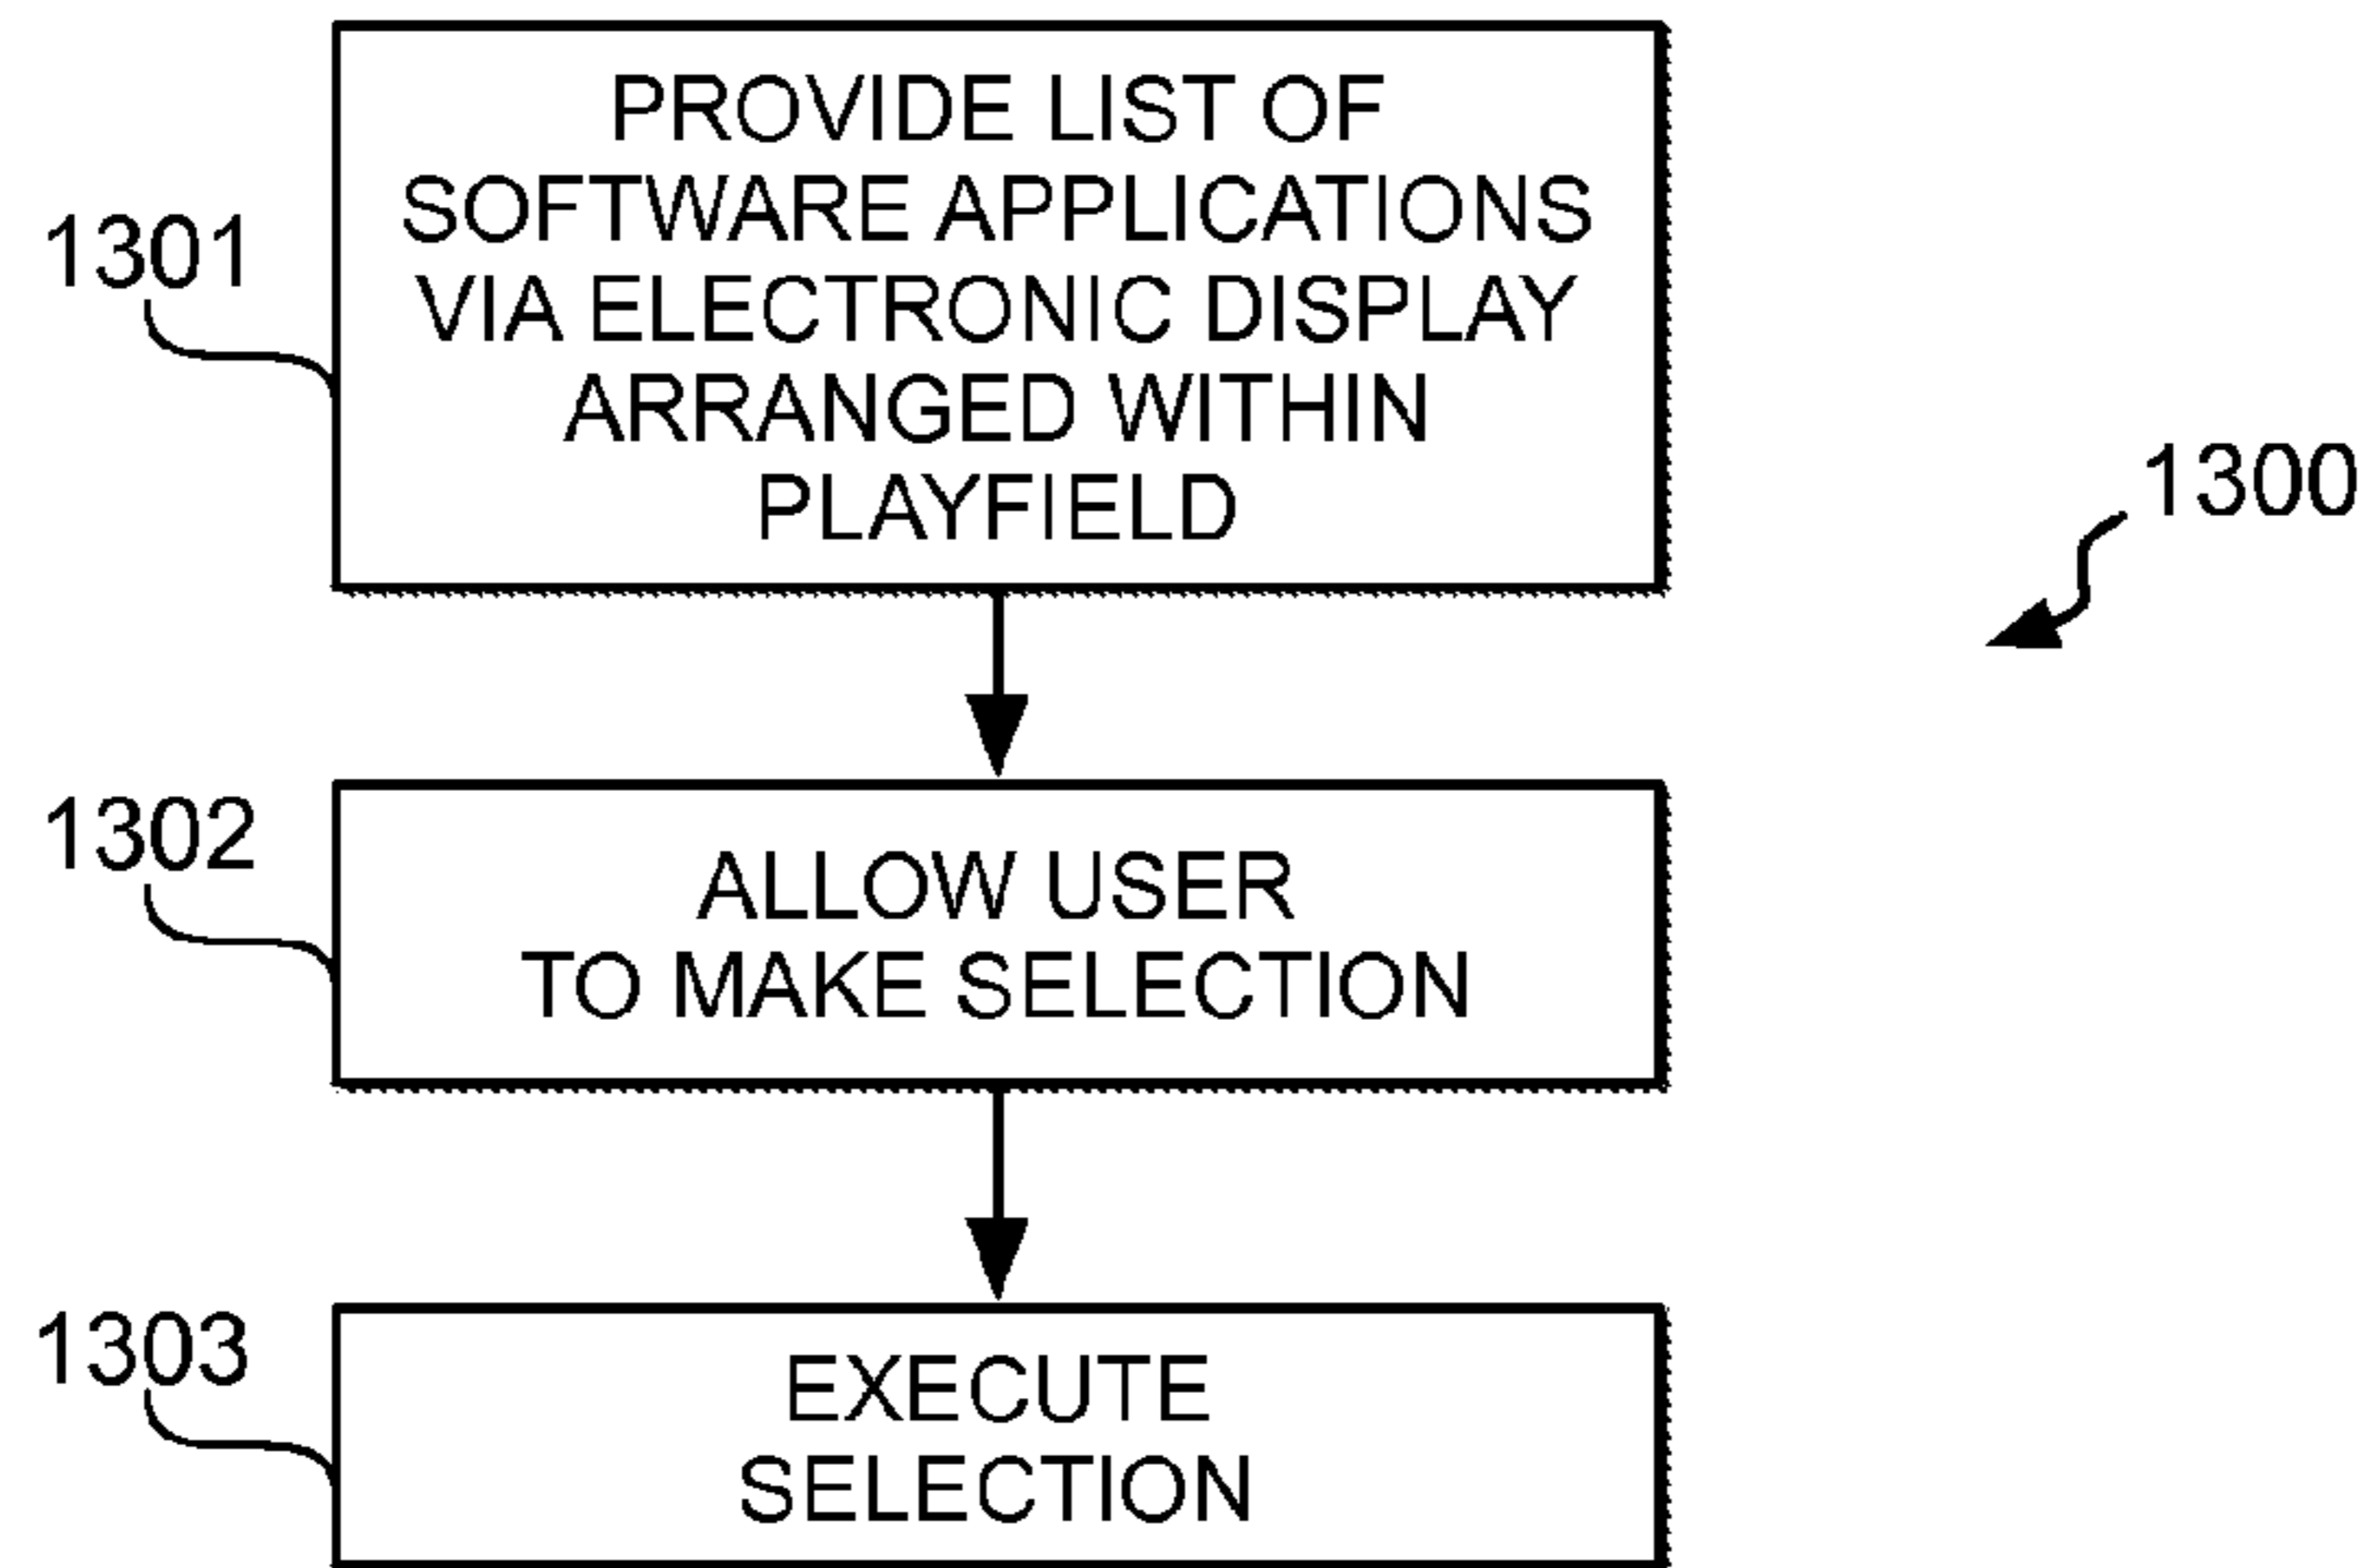 PROVIDE LIST OF
SOFTWARE APPLICATIONS
VIA ELECTRONIC DISPLAY
ARRANGED WITHIN
PLAYFIELD
1301
1300
1302
ALLOW USER
TO MAKE SELECTION
1303
EXECUTE
SELECTION